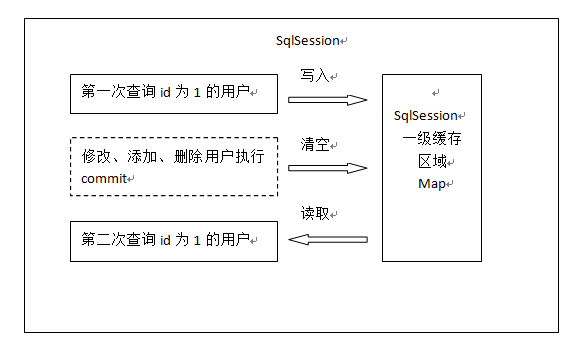 SqlSession
第一次查询 id 为 1 的用户
写入
修改、添加、删除用户执行
commit
清空
第二次查询 id 为 1 的用户
读取
SqlSession
一级缓存
区域
Map